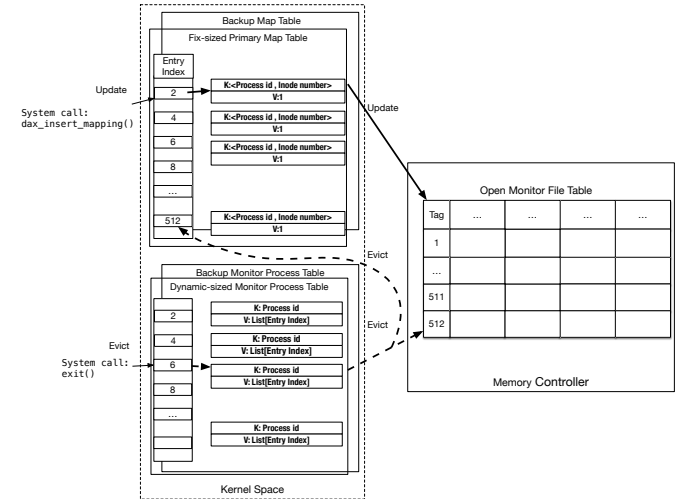 Backup Map Table
Fix-sized Primary Map Table
Entry
Index
Update
System call:
dax_insert_mapping()
2
4
6
8
...
512
K:<Process id , Inode number>
V:1
K:<Process id , Inode number>
V:1
K:<Process id , Inode number>
V:1
K:<Process id , Inode number>
V:1
Update
Evict
Open Monitor File Table
Tag ... ... ... ...
1
...
511
512
Memory Controller
Backup Monitor Process Table
Dynamic-sized Monitor Process Table
Evict
System call:
exit()
2
4
6
8
...
K: Process id
V: List[Entry Index]
K: Process id
V: List[Entry Index]
K: Process id
V: List[Entry Index]
K: Process id
V: List[Entry Index]
Evict
Kernel Space